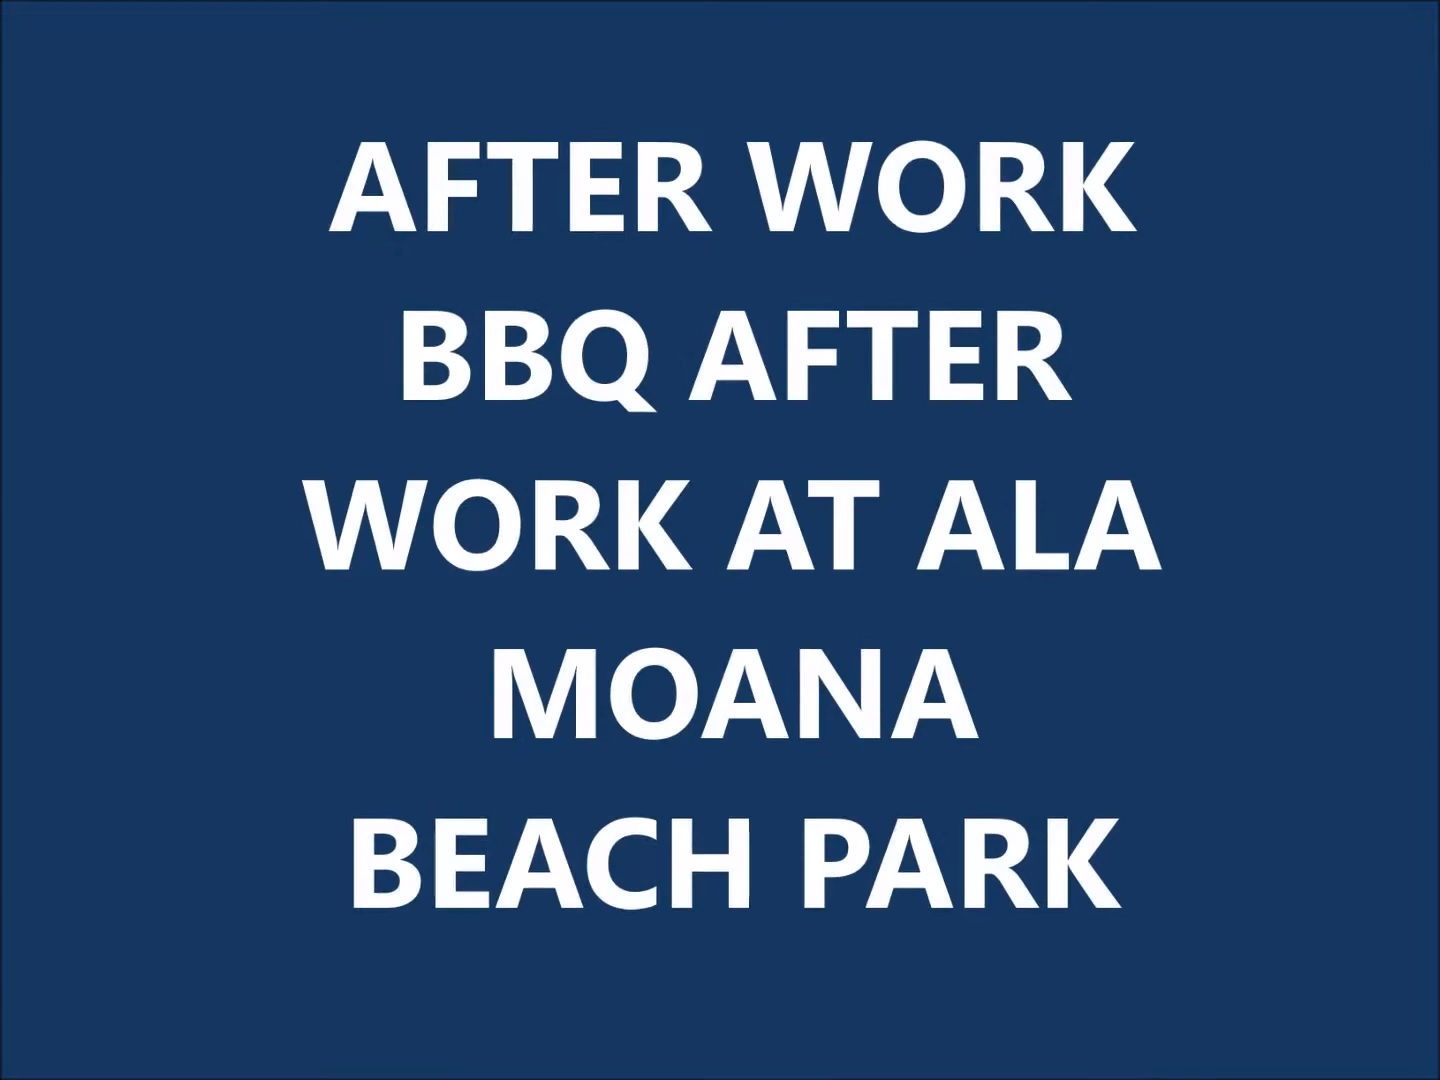 AFTER WORK
BBQ AFTER
WORK AT ALA
MOANA
BEACH PARK